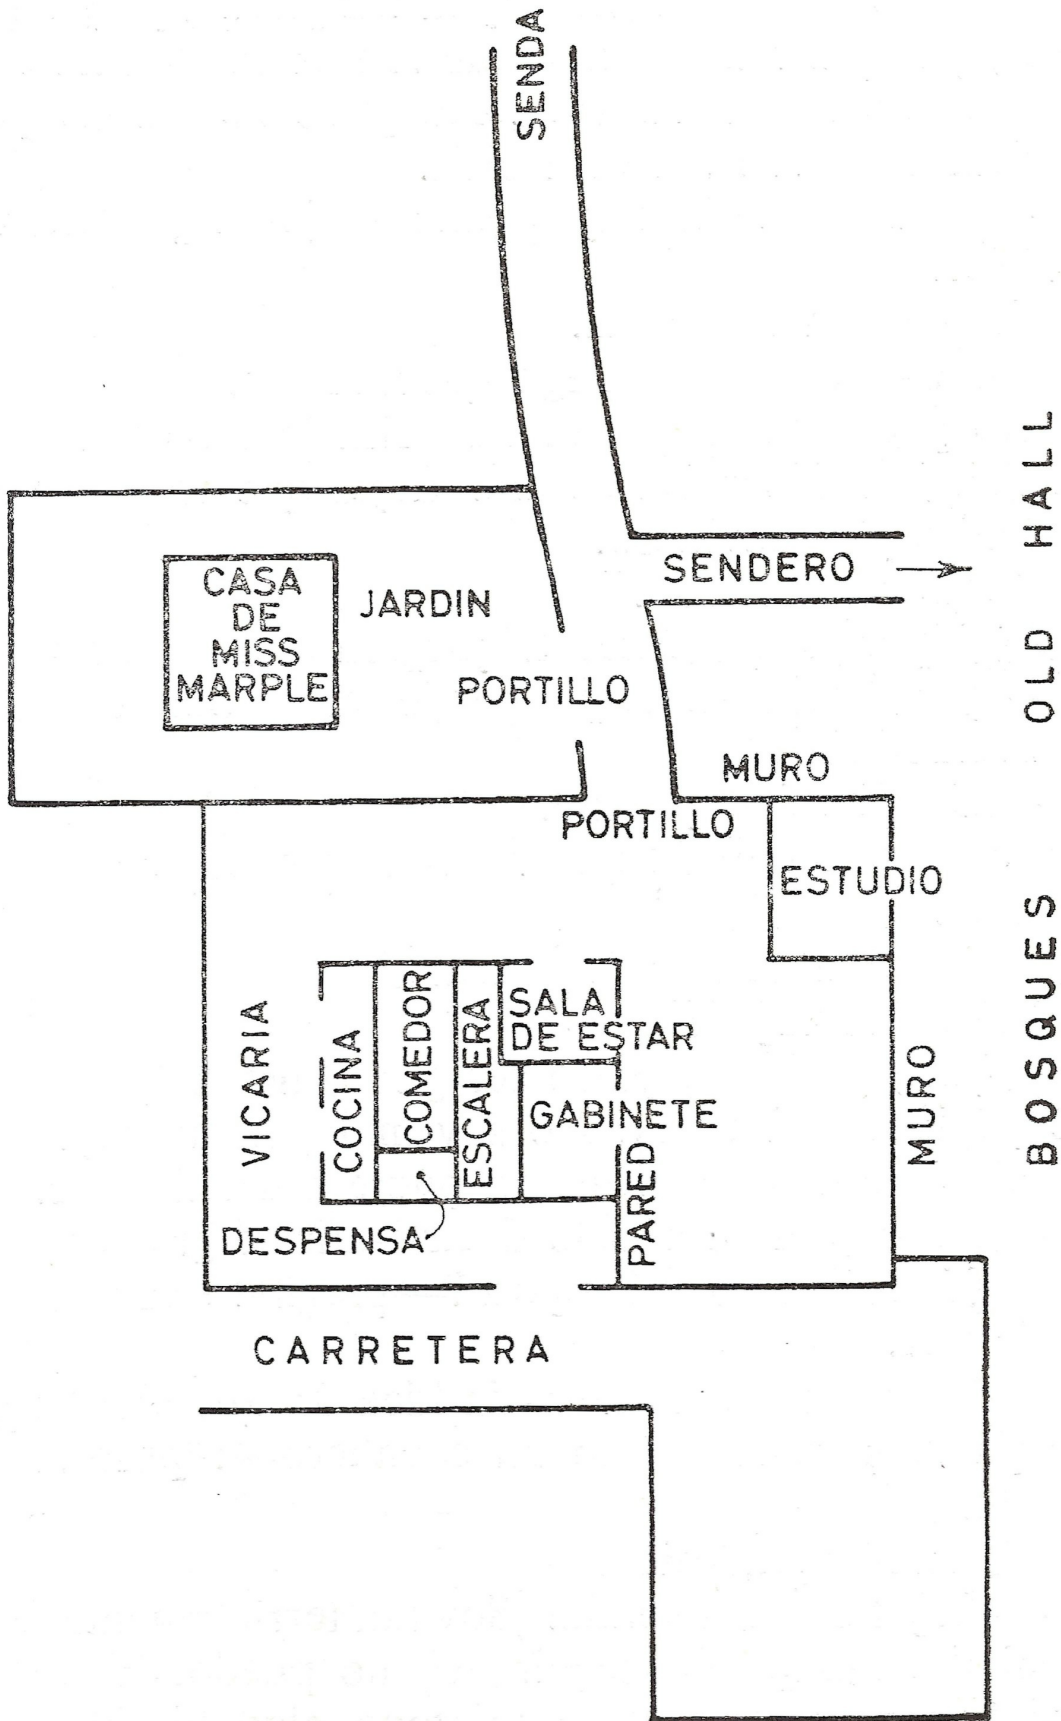 SENDA
CASA
DE
MISS
MARPLE
JARDIN
SENDERO
PORTILLO
MURO
PORTILLO
ESTUDIO
OLD HALL
BOSQUES
VICARIA
COCINA
COMEDOR
ESCALERA
SALA
DE ESTAR
GABINETE
PARED
MURO
DESPENSA
CARRETERA